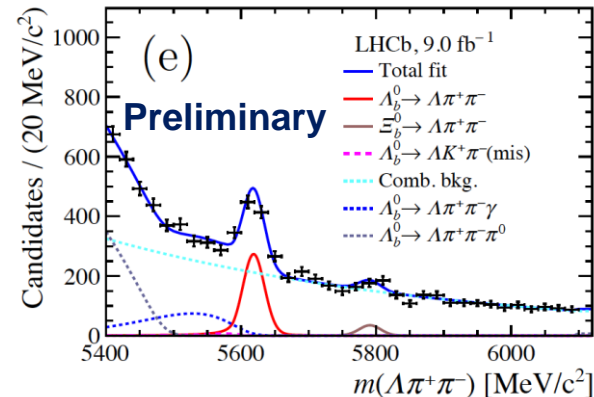 Candidates / (20 MeV/c²)
1000
800
600
400
200
0
(e)
Preliminary
LHCb, 9.0 fb⁻¹
Total fit
Λ⁰_b → Λπ⁺π⁻
Ξ⁰_b → Λπ⁺π⁻
Λ⁰_b → ΛK⁺π⁻(mis)
Comb. bkg.
Λ⁰_b → Λπ⁺π⁻γ
Λ⁰_b → Λπ⁺π⁻π⁰
5400
5600
5800
6000
m(Λπ⁺π⁻) [MeV/c²]